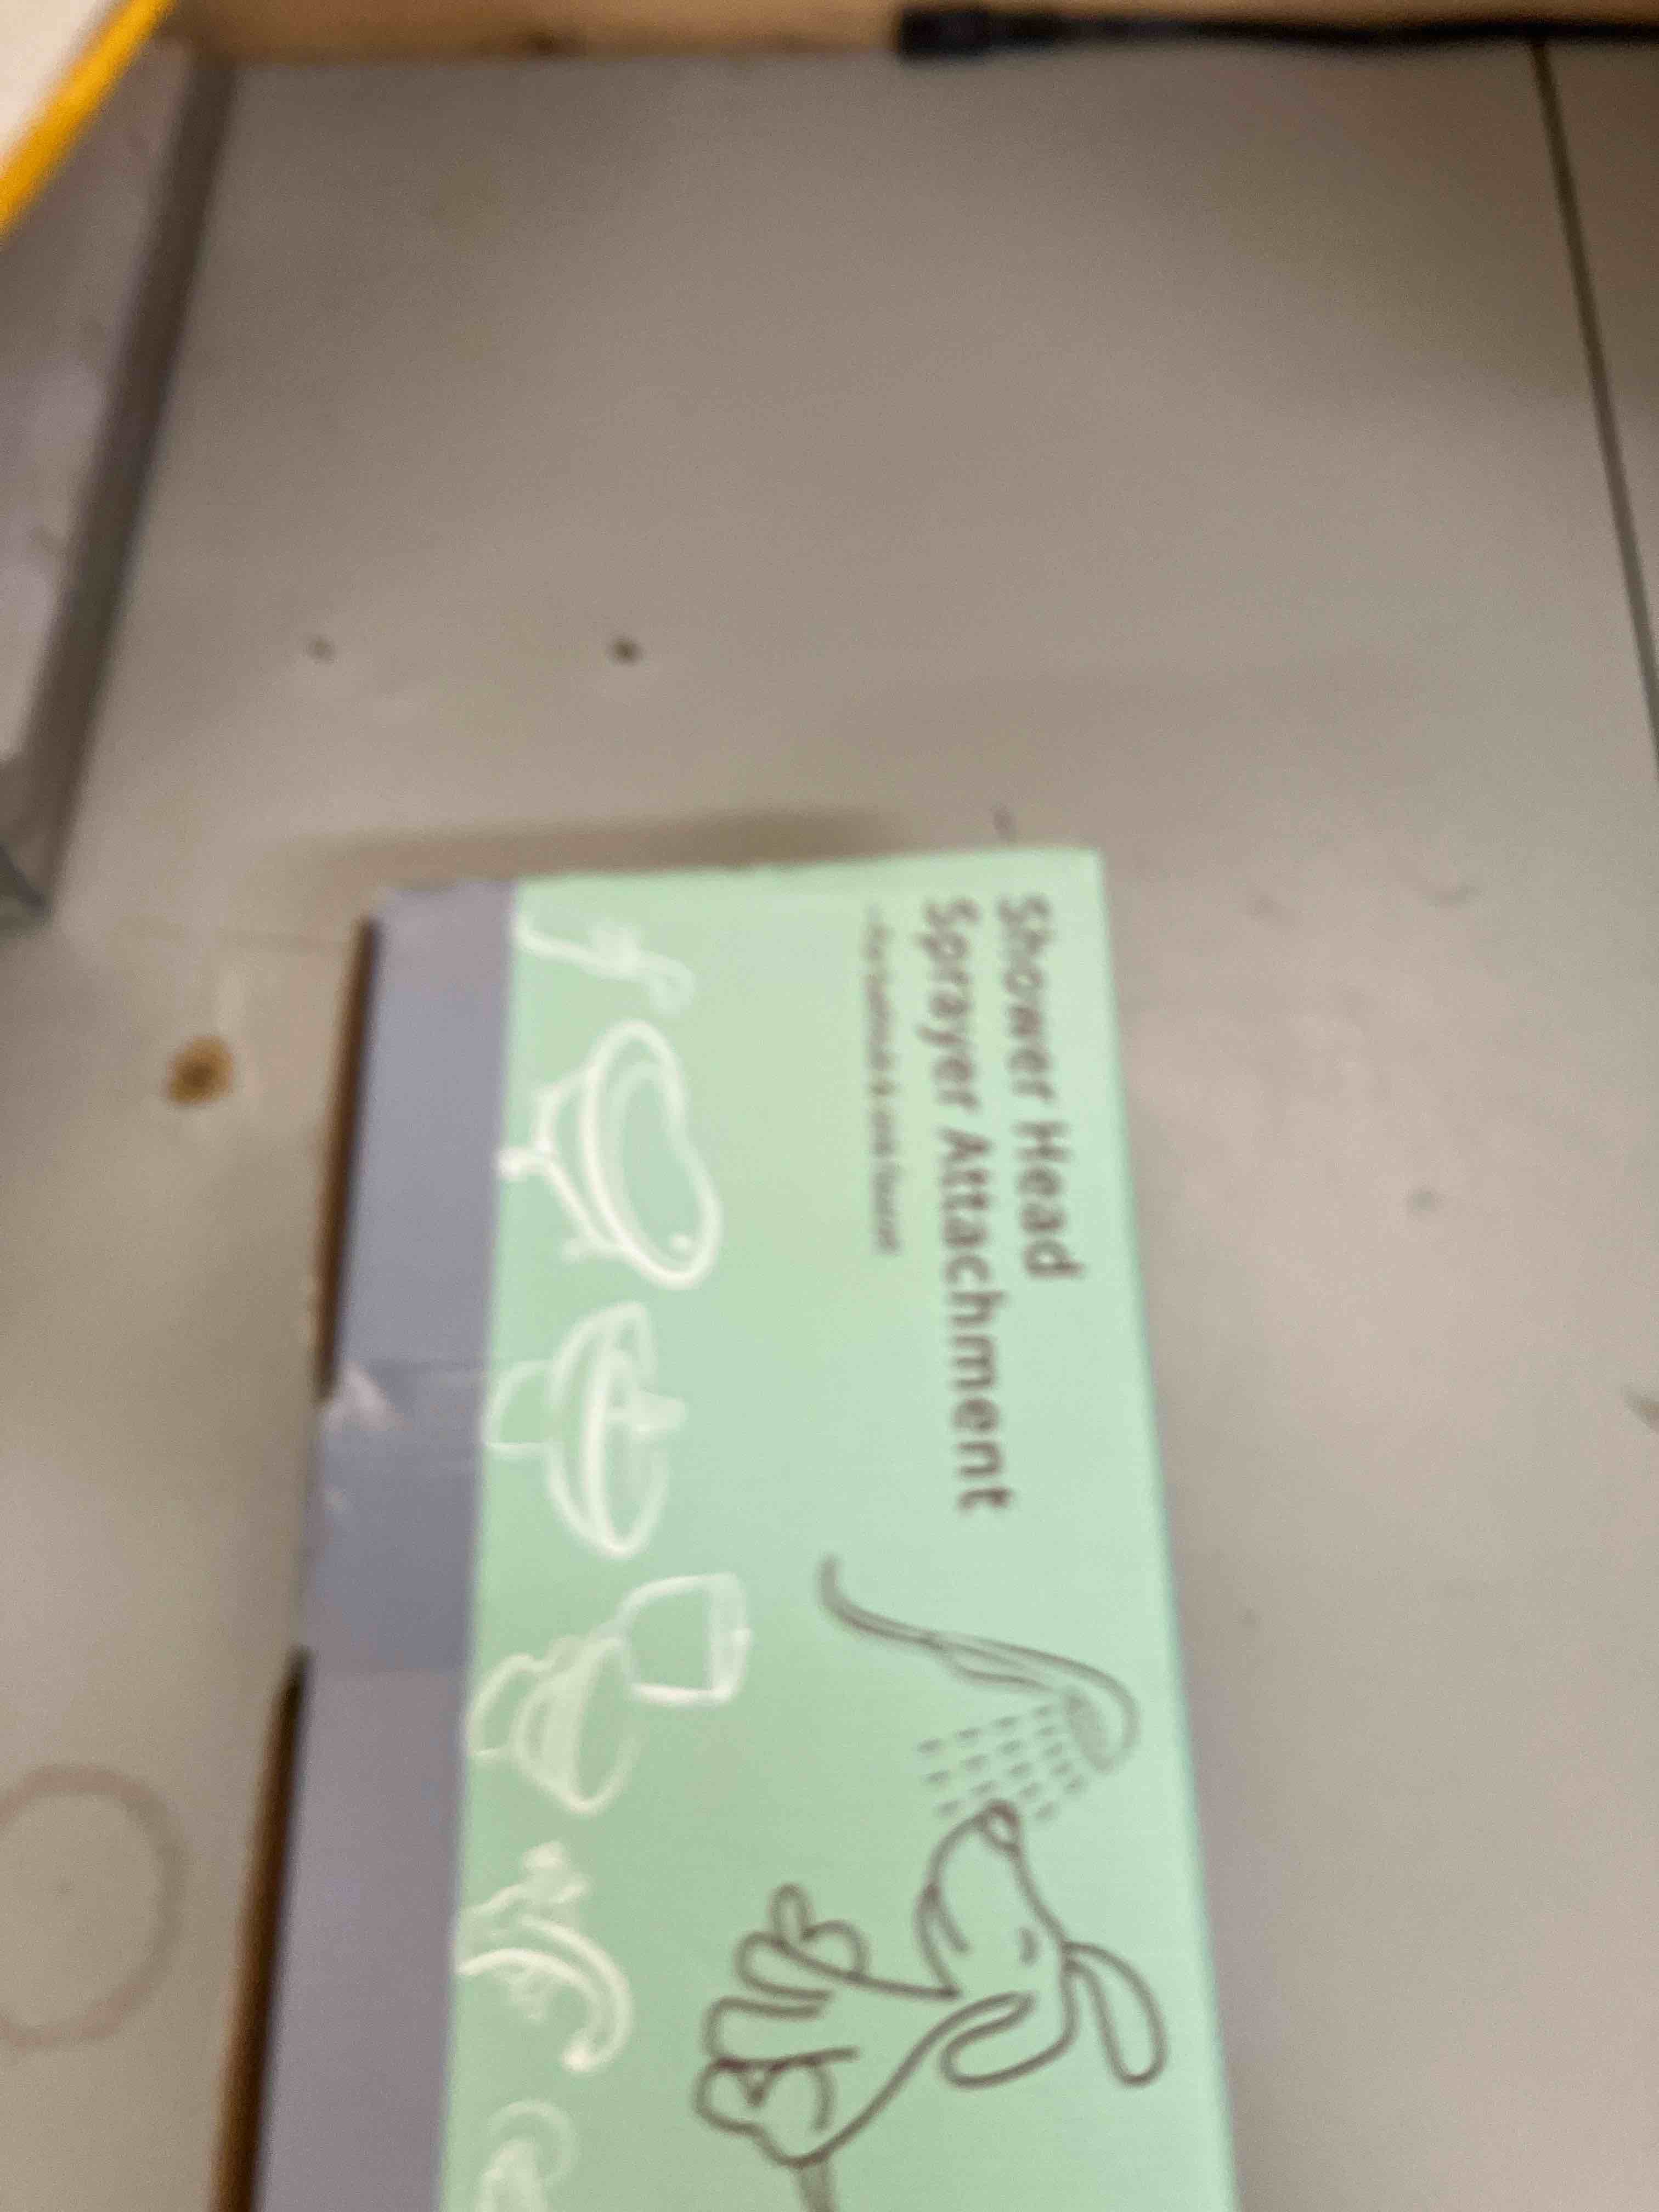 Shower Head
Sprayer Attachment